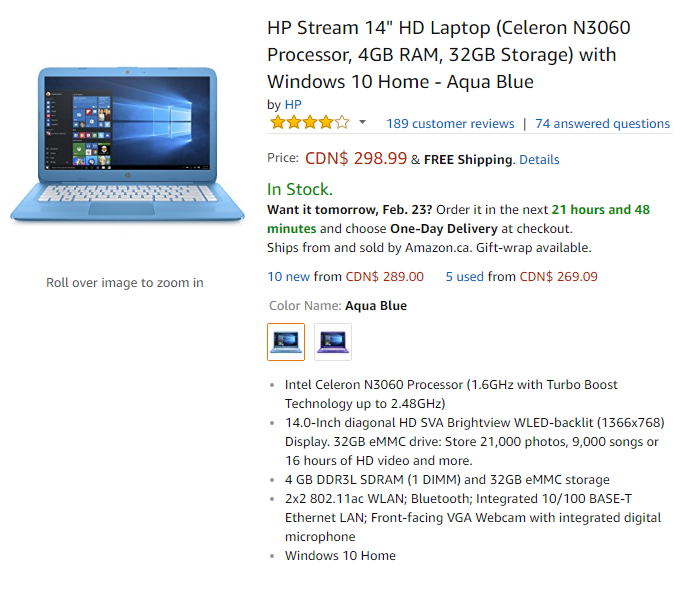 HP Stream 14" HD Laptop (Celeron N3060
Processor, 4GB RAM, 32GB Storage) with
Windows 10 Home - Aqua Blue
by HP
189 customer reviews | 74 answered questions
Price: CDN$ 298.99 & FREE Shipping. Details
In Stock.
Want it tomorrow, Feb. 23? Order it in the next 21 hours and 48
minutes and choose One-Day Delivery at checkout.
Ships from and sold by Amazon.ca. Gift-wrap available.
10 new from CDN$ 289.00 5 used from CDN$ 269.09
Roll over image to zoom in
Color Name: Aqua Blue
• Intel Celeron N3060 Processor (1.6GHz with Turbo Boost
Technology up to 2.48GHz)
• 14.0-Inch diagonal HD SVA Brightview WLED-backlit (1366x768)
Display. 32GB eMMC drive: Store 21,000 photos, 9,000 songs or
16 hours of HD video and more.
• 4 GB DDR3L SDRAM (1 DIMM) and 32GB eMMC storage
• 2x2 802.11ac WLAN; Bluetooth; Integrated 10/100 BASE-T
Ethernet LAN; Front-facing VGA Webcam with integrated digital
microphone
• Windows 10 Home